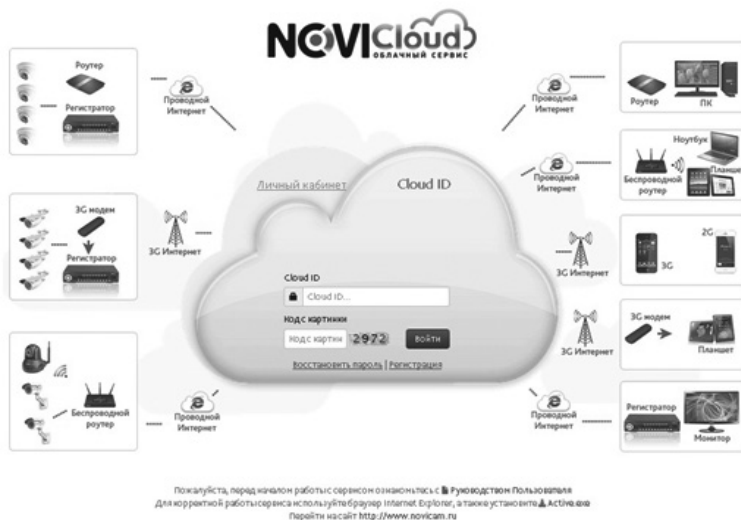 NOVICloud
ОБЛАЧНЫЙ СЕРВИС
Роутер
Регистратор
Проводной
Интернет
3G модем
Регистратор
3G Интернет
Беспроводной
роутер
Проводной
Интернет
Личный кабинет
Cloud ID
Cloud ID
Cloud ID...
Код с картинки
Код с картин
2972
Войти
Восстановить пароль | Регистрация
Проводной
Интернет
Роутер
ПК
Проводной
Интернет
Ноутбук
Беспроводной
роутер
Планше
3G Интернет
3G
2G
3G Интернет
3G модем
Планшет
Проводной
Интернет
Регистратор
Монитор
Пожалуйста, перед началом работы с сервисом ознакомьтесь с Руководством Пользователя
Для корректной работы сервиса используйте браузер Internet Explorer, а также установите Active.exe
Перейти на сайт http://www.novicam.ru